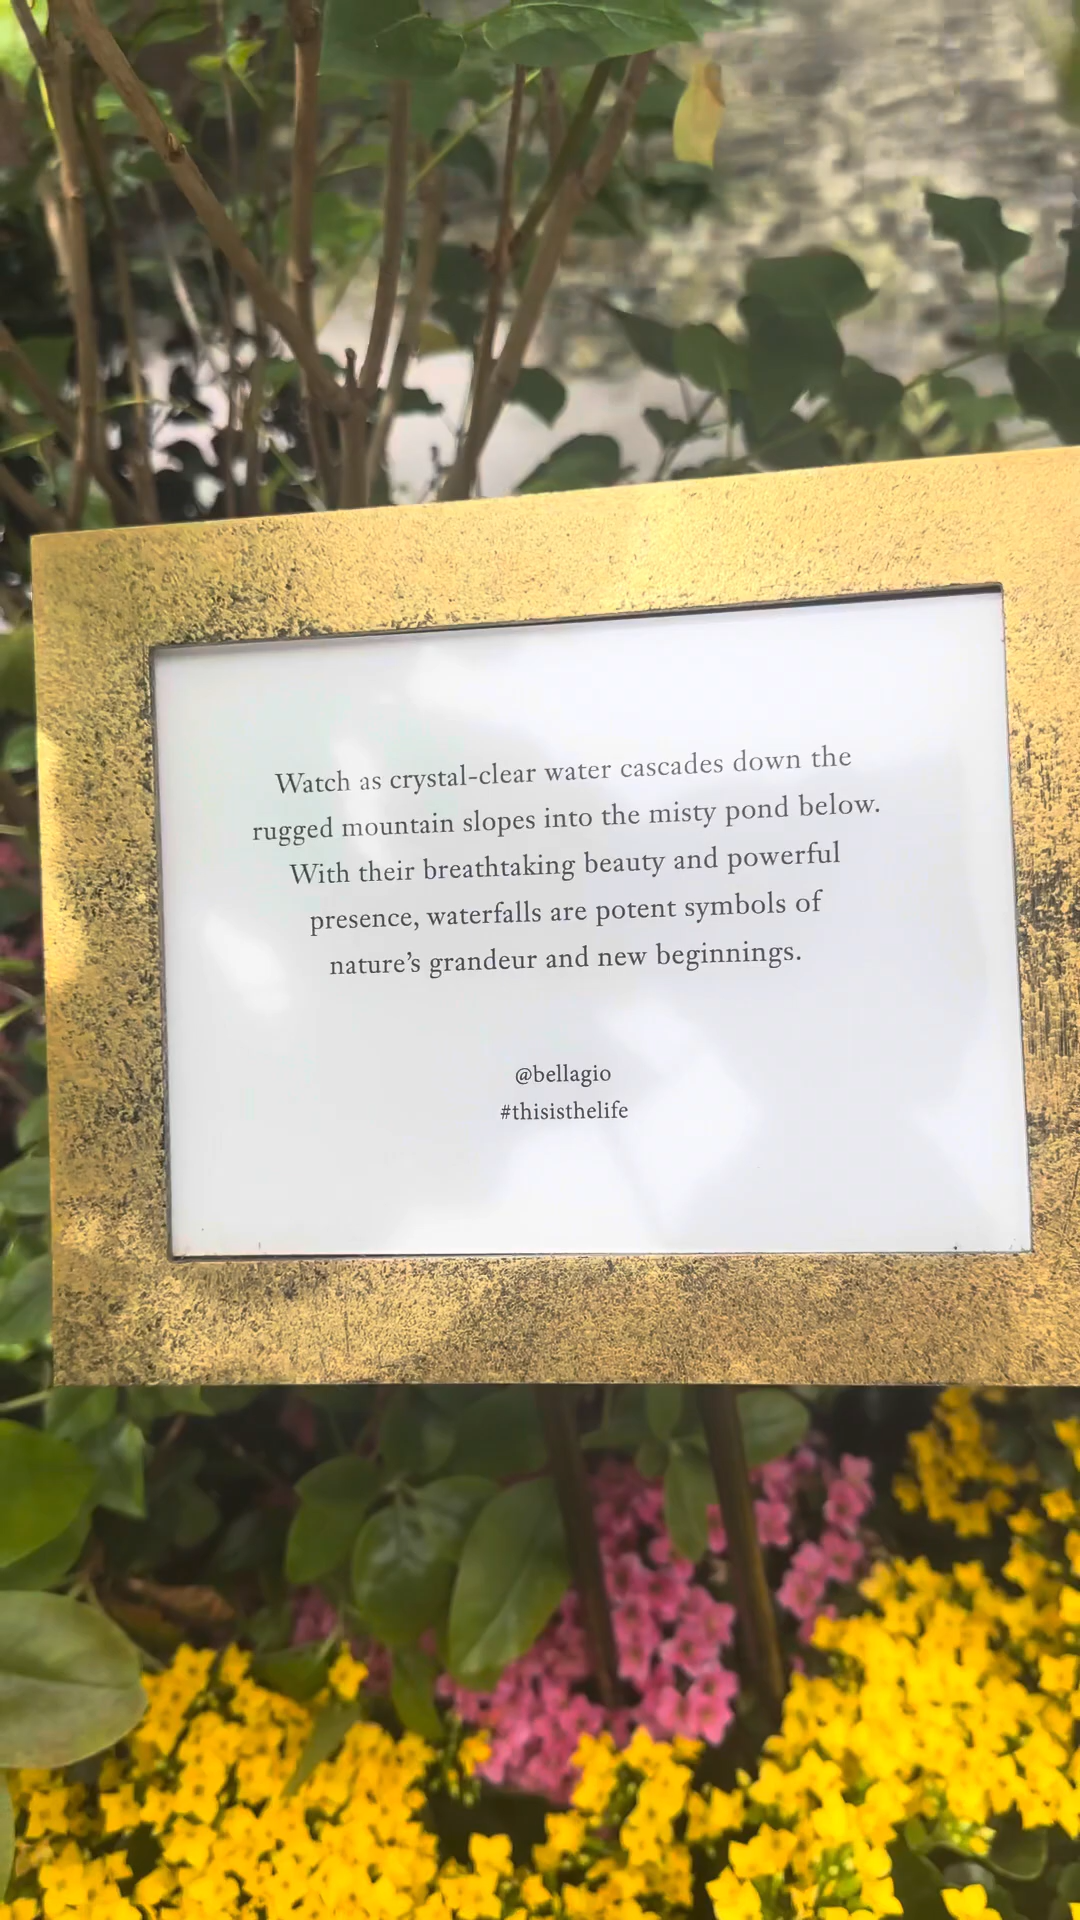 Watch as crystal-clear water cascades down the
rugged mountain slopes into the misty pond below.
With their breathtaking beauty and powerful
presence, waterfalls are potent symbols of
nature’s grandeur and new beginnings.
@bellagio
#thisisthelife